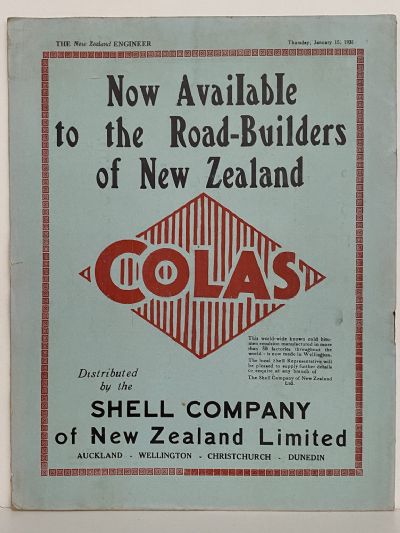 THE New Zealand ENGINEER
Thursday, January 15, 1931
Now Available
to the Road-Builders
of New Zealand
COLAS
This world-wide known cold bitu-
men emulsion manufactured in more
than 50 factories throughout the
world - is now made in Wellington.
The local Shell Representative will
be pleased to supply further details
or enquire at any branch of
The Shell Company of New Zealand
Ltd.
Distributed
by the
SHELL COMPANY
of New Zealand Limited
AUCKLAND - WELLINGTON - CHRISTCHURCH - DUNEDIN